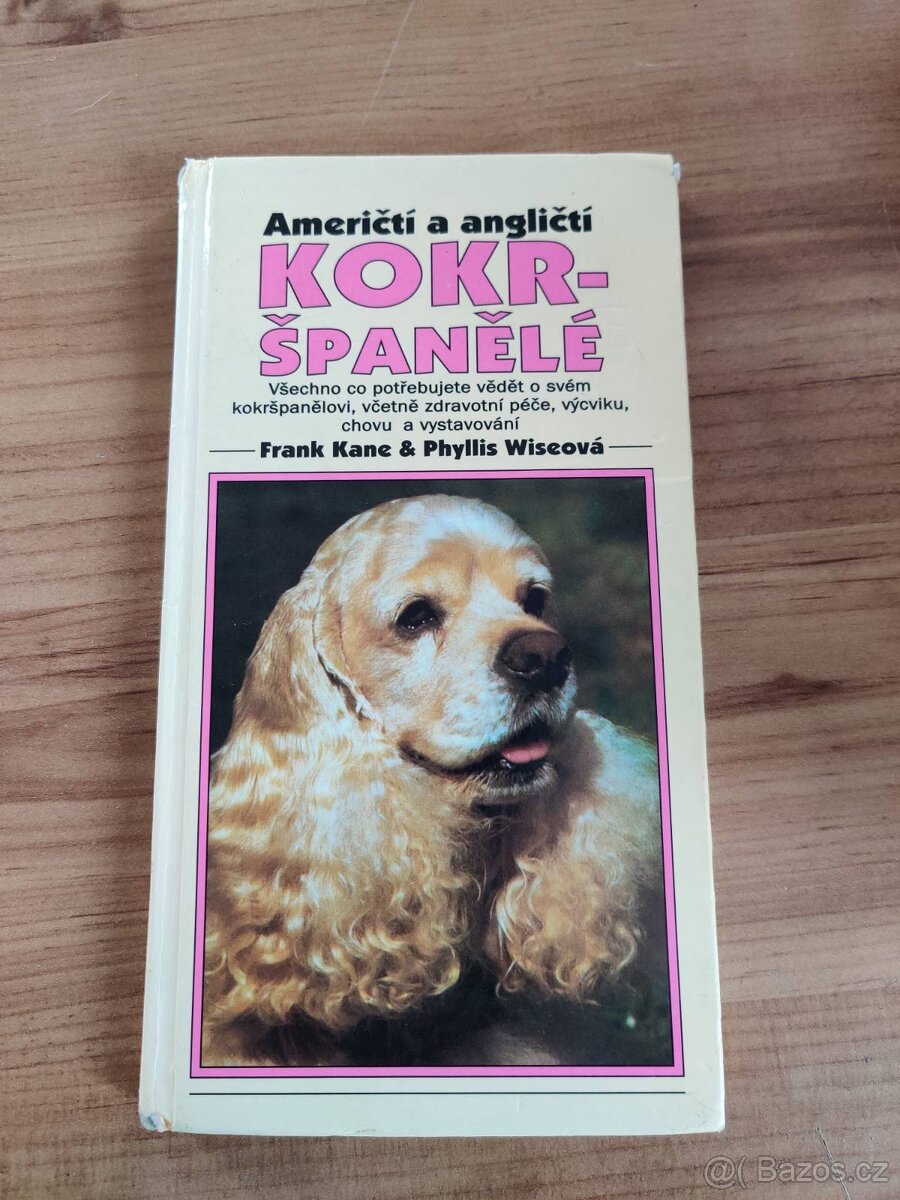 Američtí a angličtí
KOKR-
ŠPANĚLÉ
Všechno co potřebujete vědět o svém
kokršpanělovi, včetně zdravotní péče, výcviku,
chovu a vystavování
Frank Kane & Phyllis Wiseová
@( Bazos.cz